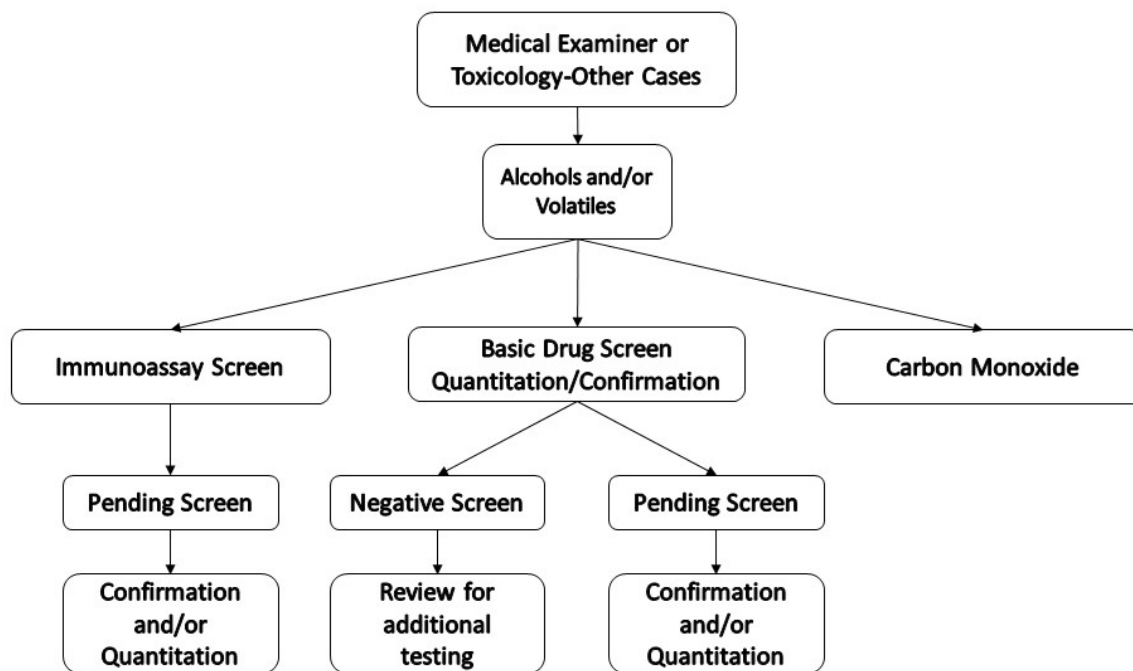 Medical Examiner or
Toxicology-Other Cases
Alcohols and/or
Volatiles
Immunoassay Screen
Basic Drug Screen
Quantitation/Confirmation
Carbon Monoxide
Pending Screen
Negative Screen
Pending Screen
Confirmation
and/or
Quantitation
Review for
additional
testing
Confirmation
and/or
Quantitation